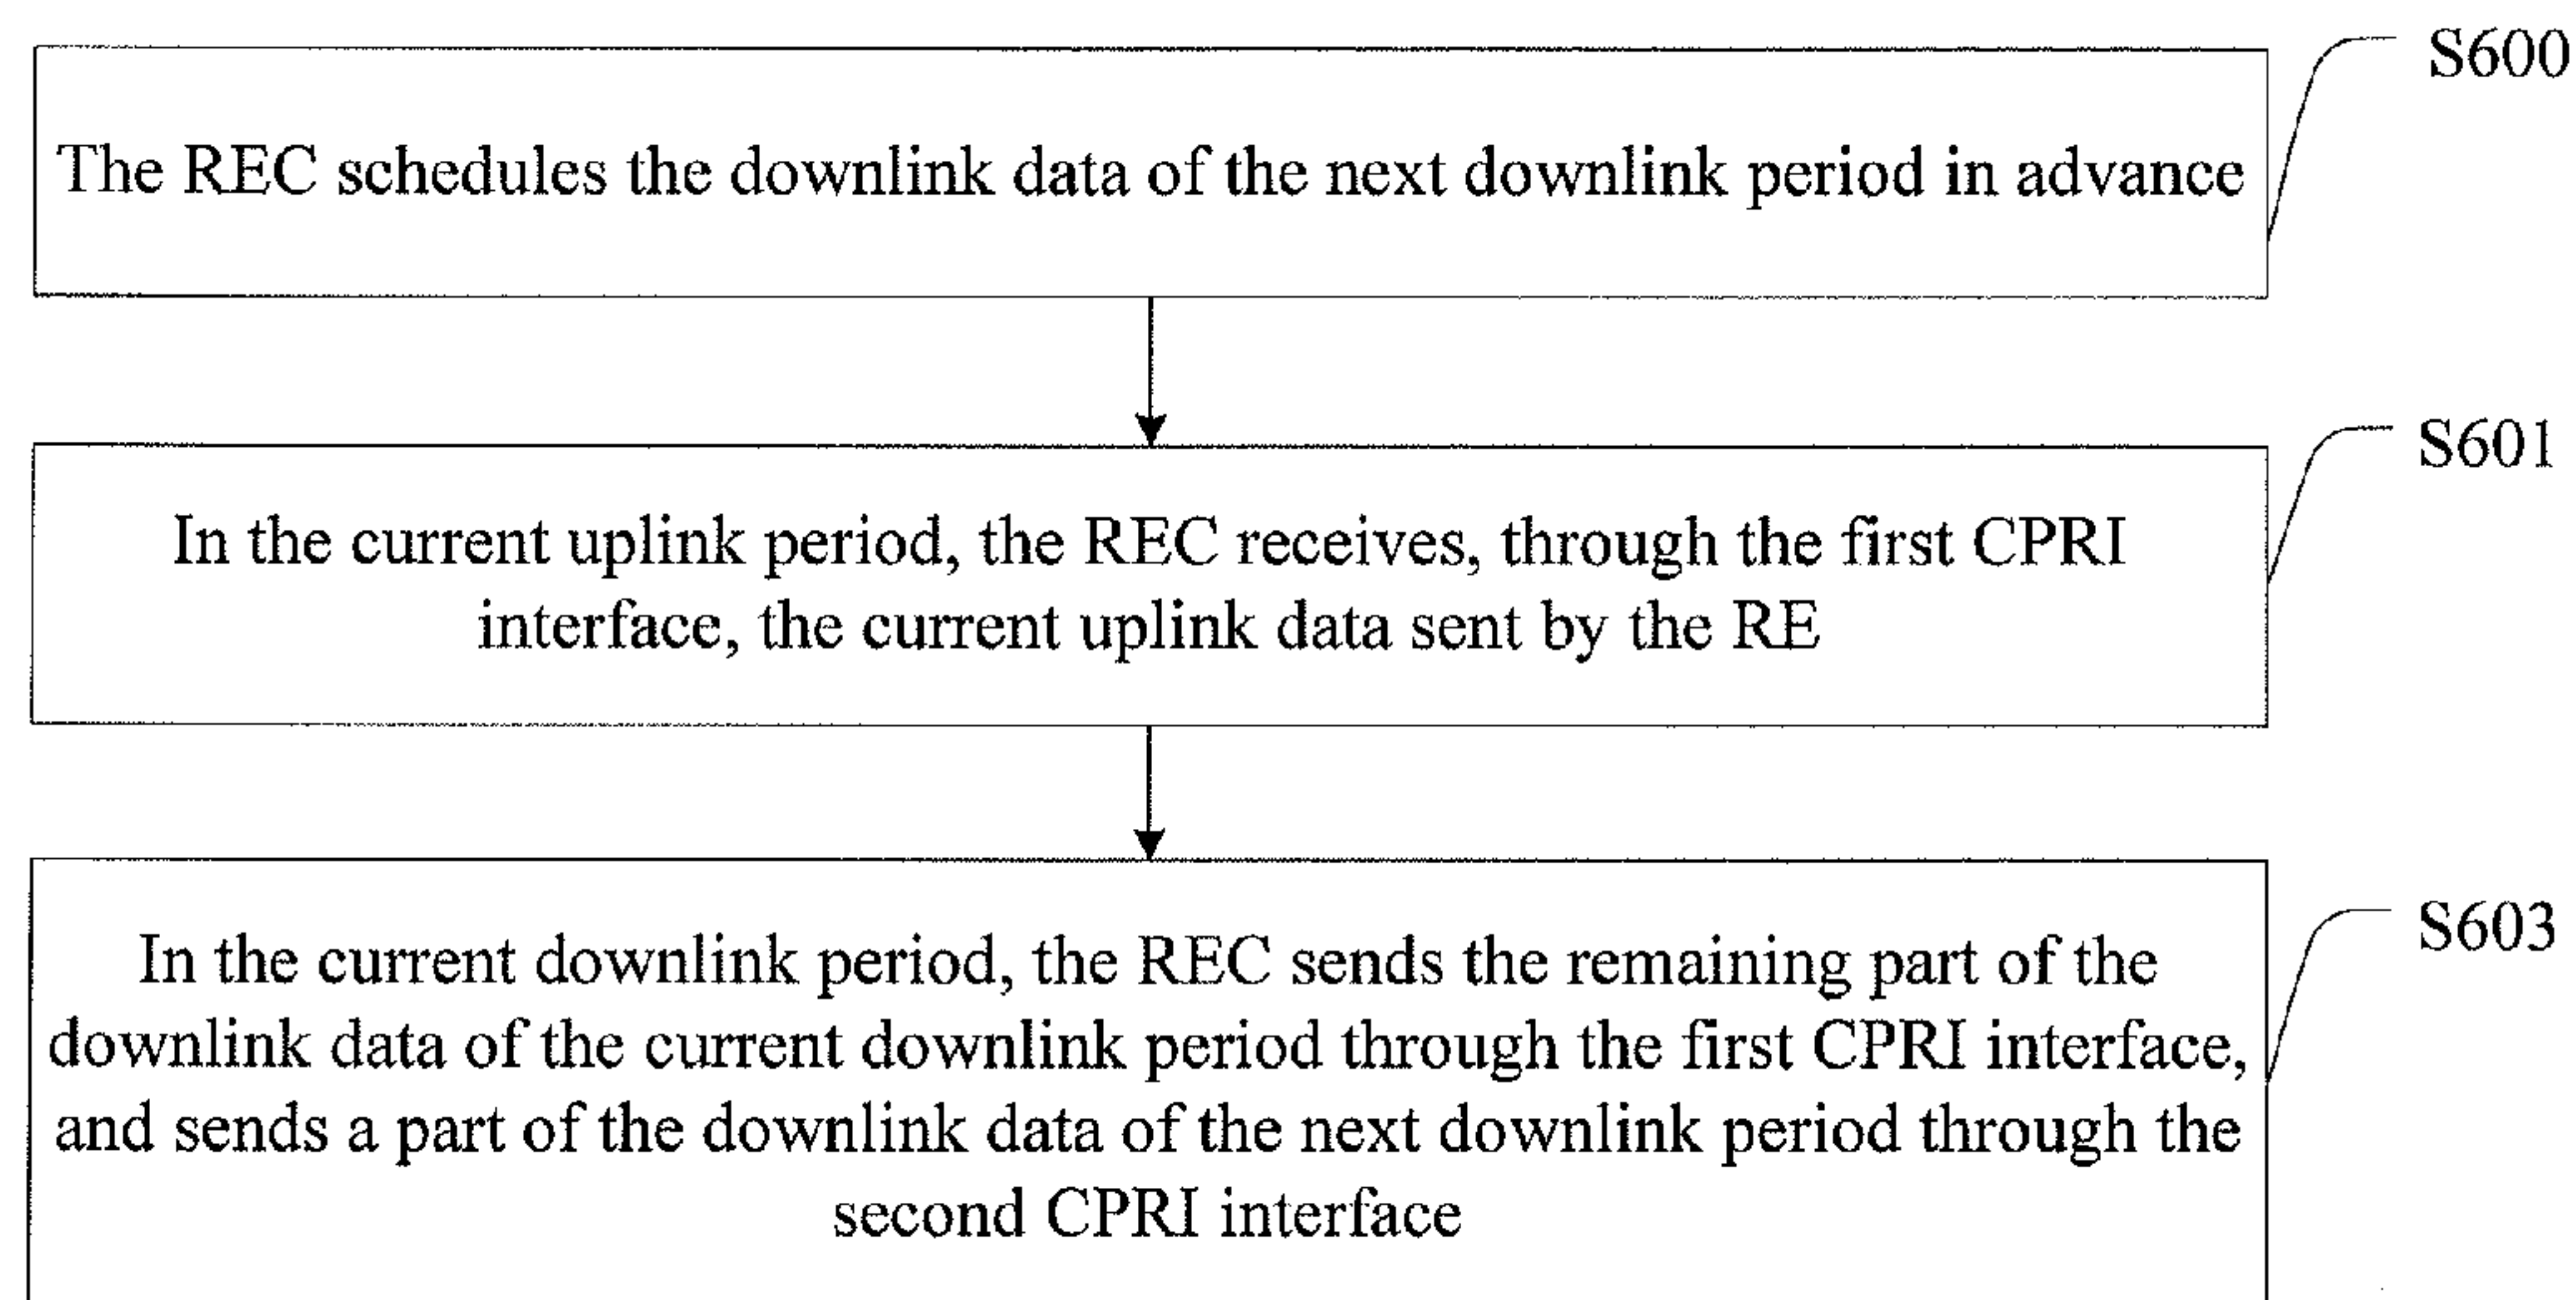 S600
The REC schedules the downlink data of the next downlink period in advance
S601
In the current uplink period, the REC receives, through the first CPRI
interface, the current uplink data sent by the RE
S603
In the current downlink period, the REC sends the remaining part of the
downlink data of the current downlink period through the first CPRI interface,
and sends a part of the downlink data of the next downlink period through the
second CPRI interface